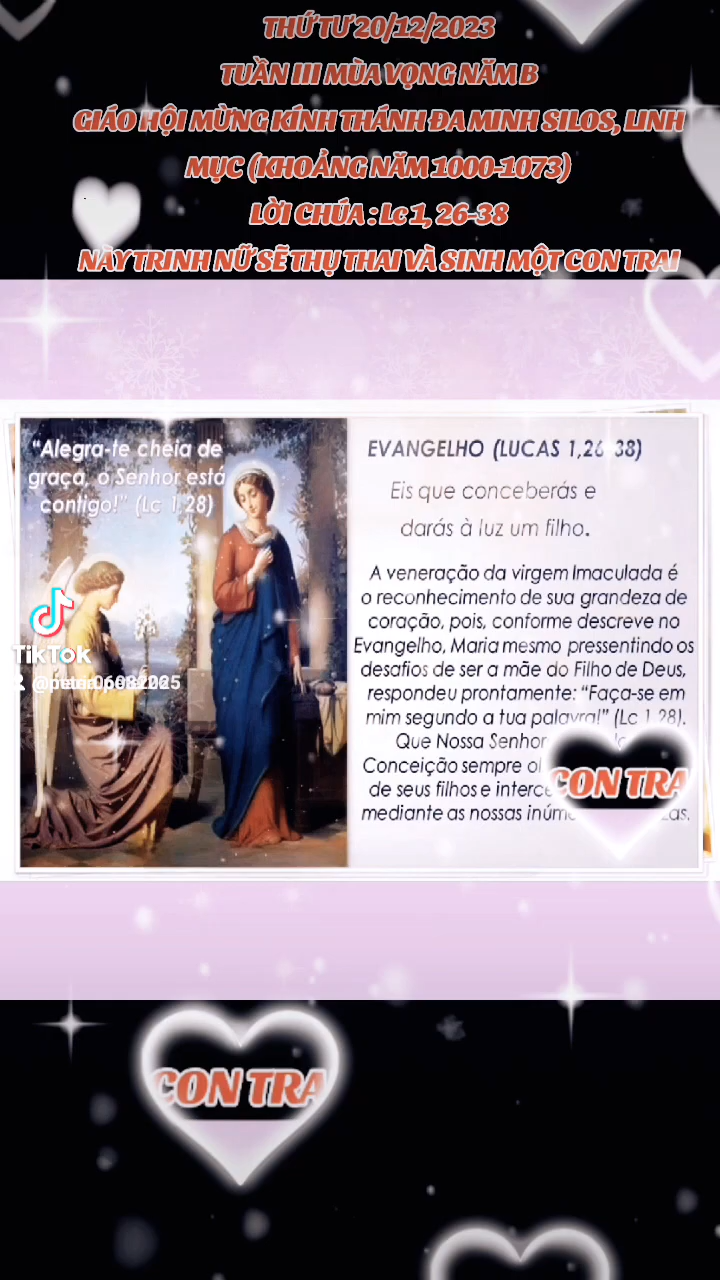 THỨ TƯ 20/12/2023
TUẦN III MÙA VỌNG NĂM B
GIÁO HỘI MỪNG KÍNH THÁNH ĐA MINH SILOS, LINH
MỤC (KHOẢNG NĂM 1000-1073)
LỜI CHÚA : Lc 1, 26-38
NÀY TRINH NỮ SẼ THỤ THAI VÀ SINH MỘT CON TRAI
“Alegra-te cheia de
graça, o Senhor está
contigo!” (Lc 1,28)
EVANGELHO (LUCAS 1,26-38)
Eis que conceberás e
darás à luz um filho.
A veneração da virgem Imaculada é
o reconhecimento de sua grandeza de
coração, pois, conforme descreve no
Evangelho, Maria mesmo pressentindo os
desafios de ser a mãe do Filho de Deus,
respondeu prontamente: “Faça-se em
mim segundo a tua palavra!” (Lc 1,28).
Que Nossa Senhor
Conceição sempre ol
de seus filhos e interce
mediante as nossas inúm
TikTok
CON TRA
CON TRA